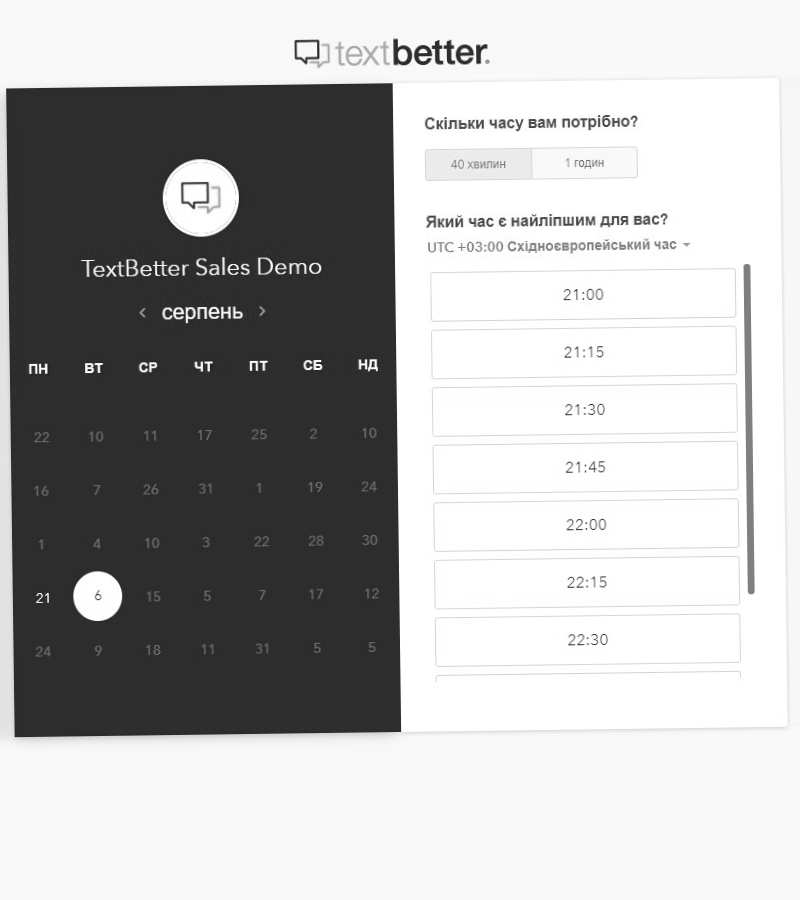 textbetter.
TextBetter Sales Demo
‹ серпень ›
ПН ВТ СР ЧТ ПТ СБ НД
22 10 11 17 25 2 10
16 7 26 31 1 19 24
1 4 10 3 22 28 30
21 6 15 5 7 17 12
24 9 18 11 31 5 5
Скільки часу вам потрібно?
40 хвилин 1 годин
Який час є найліпшим для вас?
UTC +03:00 Східноєвропейський час
21:00
21:15
21:30
21:45
22:00
22:15
22:30